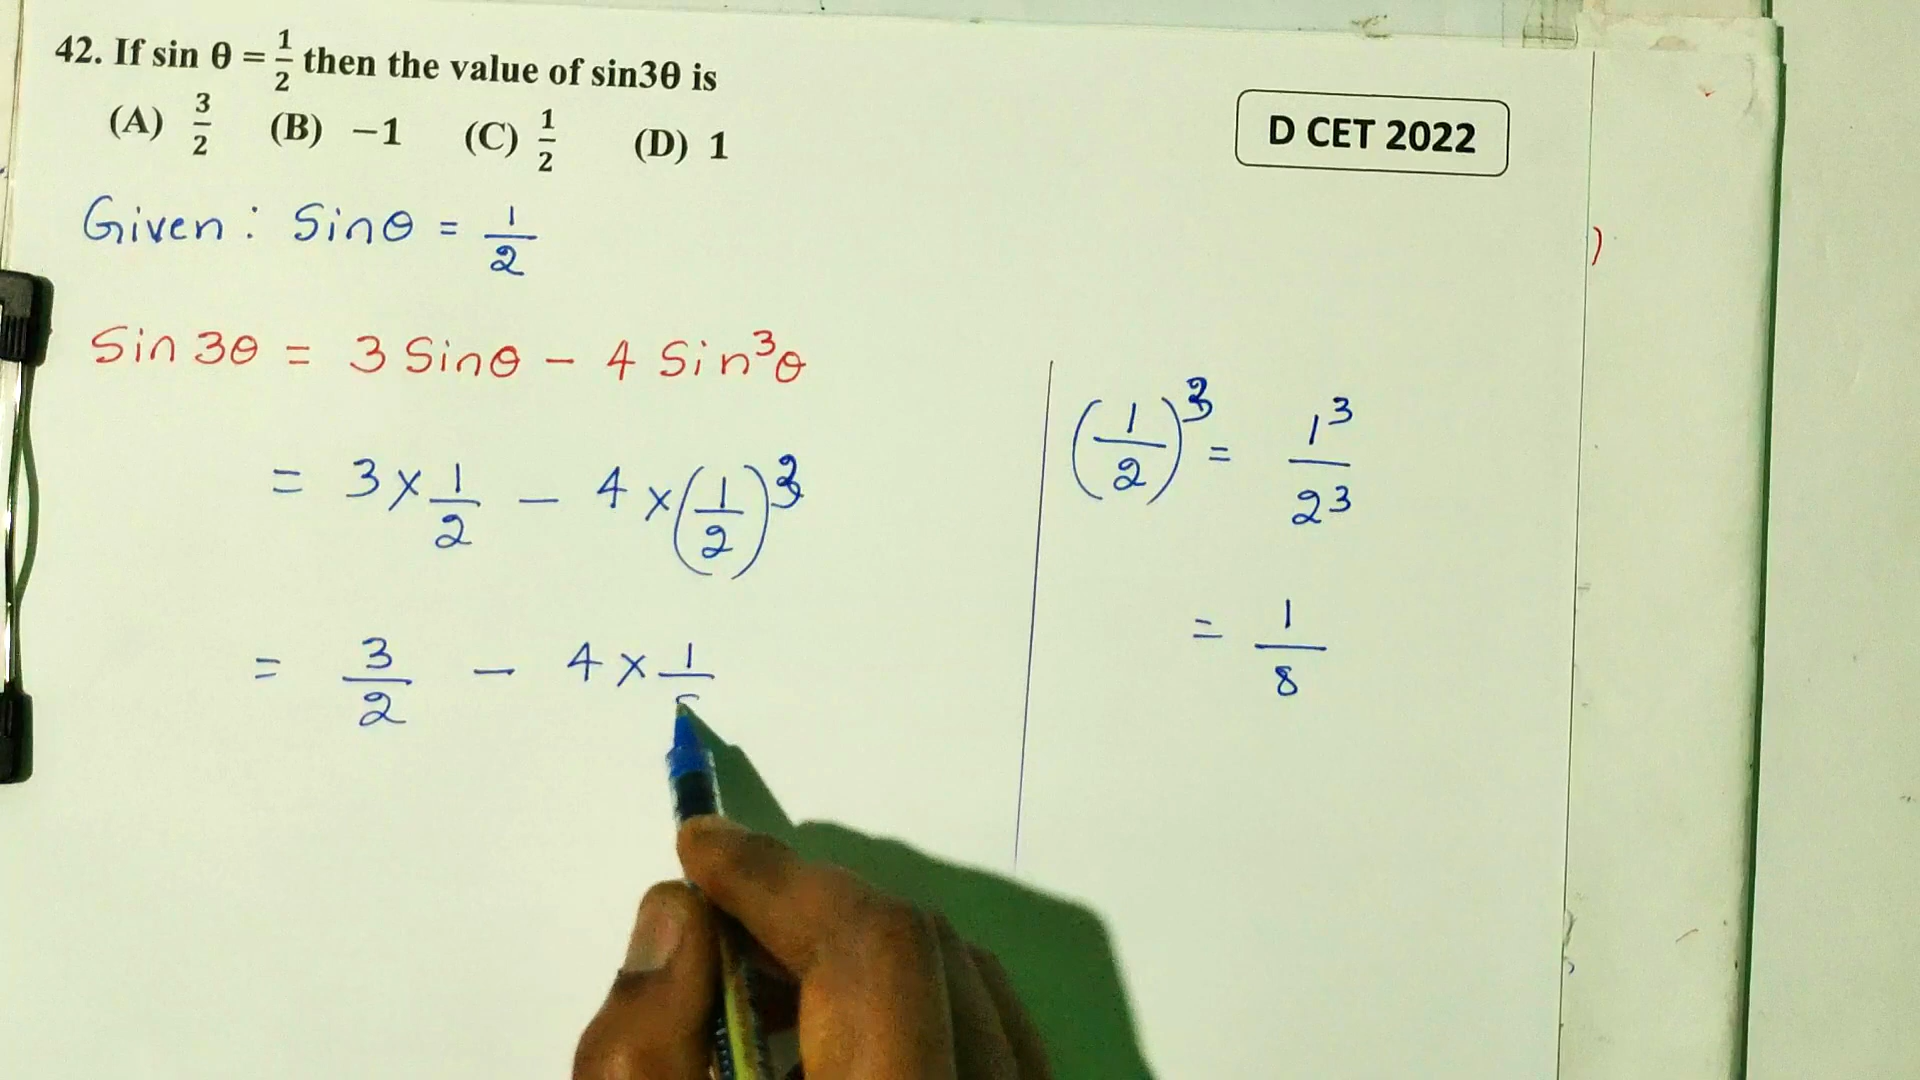 42. If sin θ = 1/2 then the value of sin3θ is
(A) 3/2 (B) −1 (C) 1/2 (D) 1
D CET 2022
Given : Sinθ = 1/2
Sin 3θ = 3 Sinθ − 4 Sin³θ
= 3 × 1/2 − 4 × (1/2)³
= 3/2 − 4 × 1/
(1/2)³ = 1³/2³
= 1/8